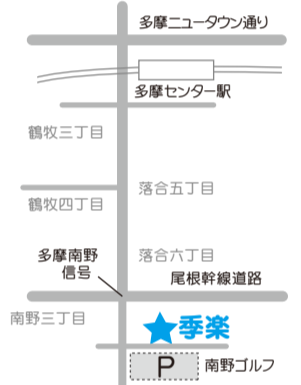 多摩ニュータウン通り
多摩センター駅
鶴牧三丁目
落合五丁目
鶴牧四丁目
多摩南野
信号
落合六丁目
尾根幹線道路
南野三丁目
季楽
P
南野ゴルフ